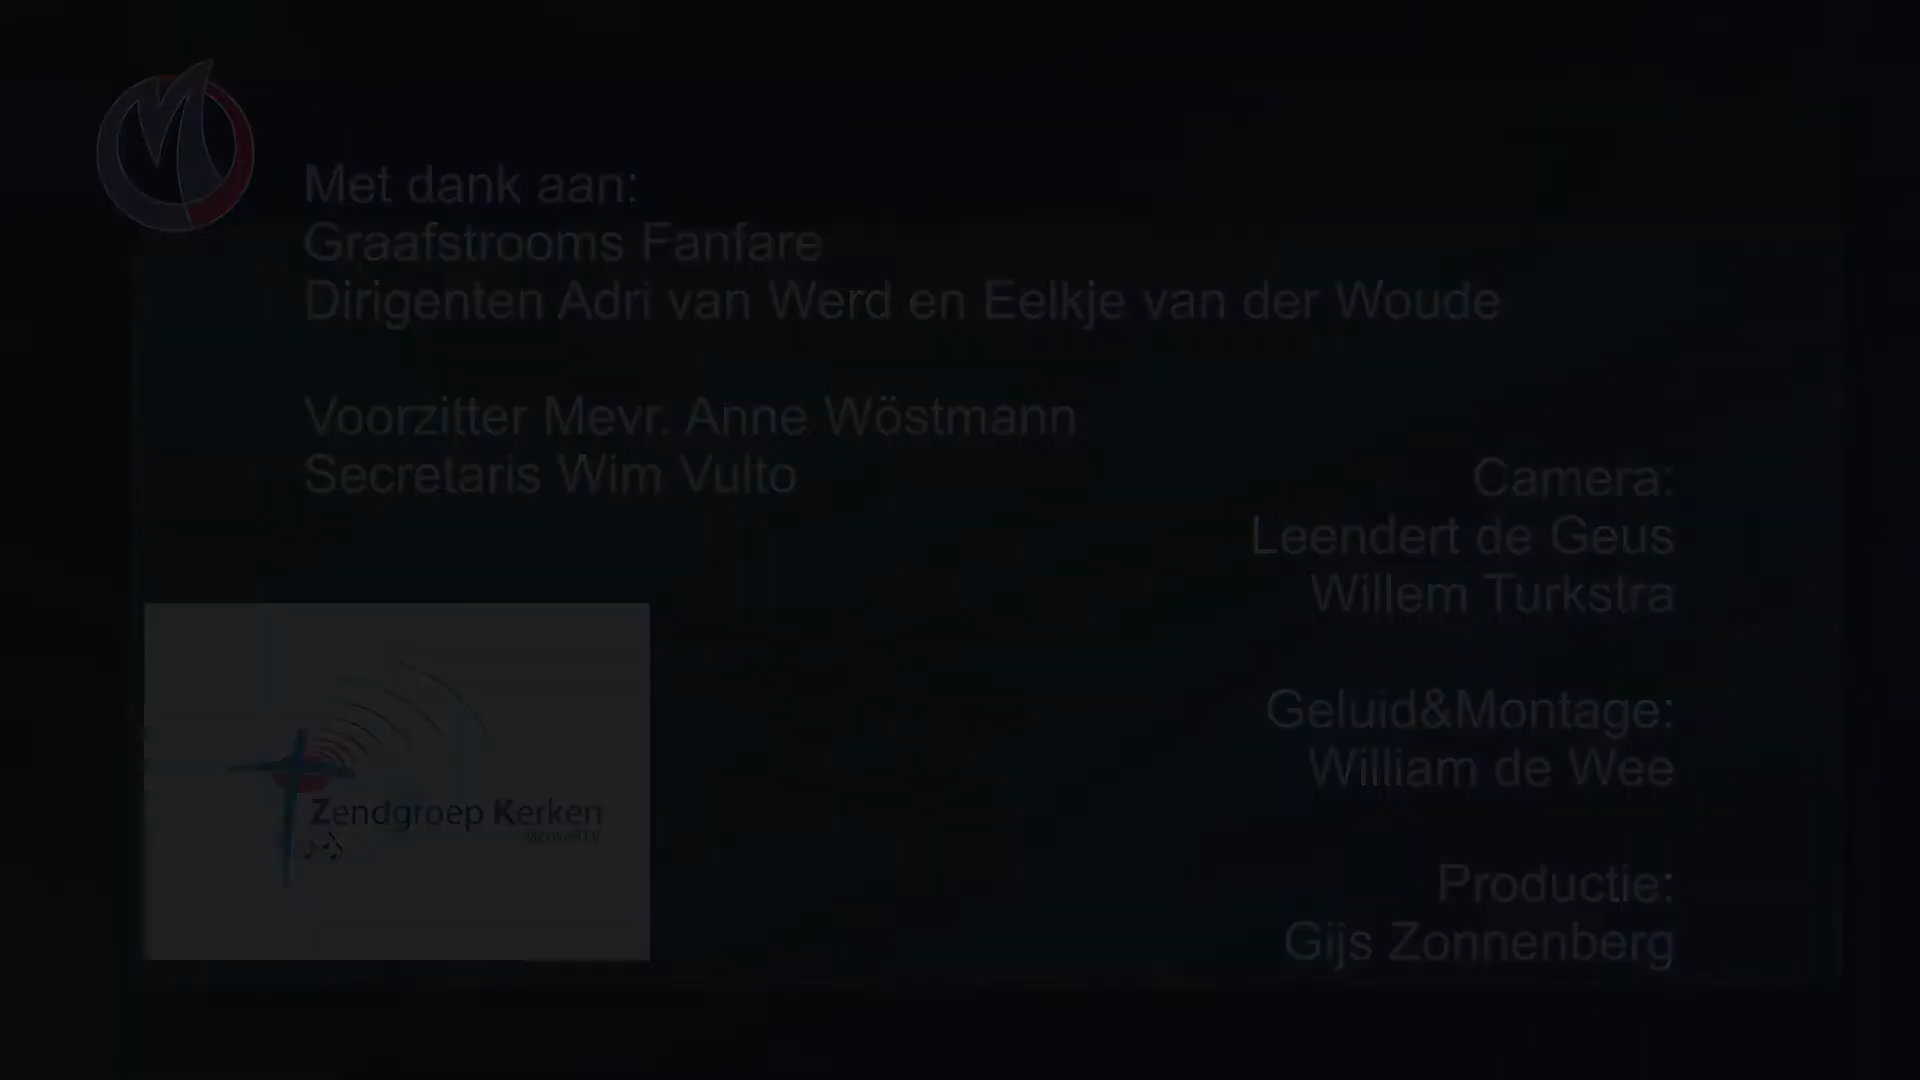 Met dank aan:
Graafstrooms Fanfare
Dirigenten Adri van Werd en Eelkje van der Woude
Voorzitter Mevr. Anne Wöstmann
Secretaris Wim Vulto
Camera:
Leendert de Geus
Willem Turkstra
Geluid&Montage:
William de Wee
Productie:
Gijs Zonnenberg
Zendgroep Kerken